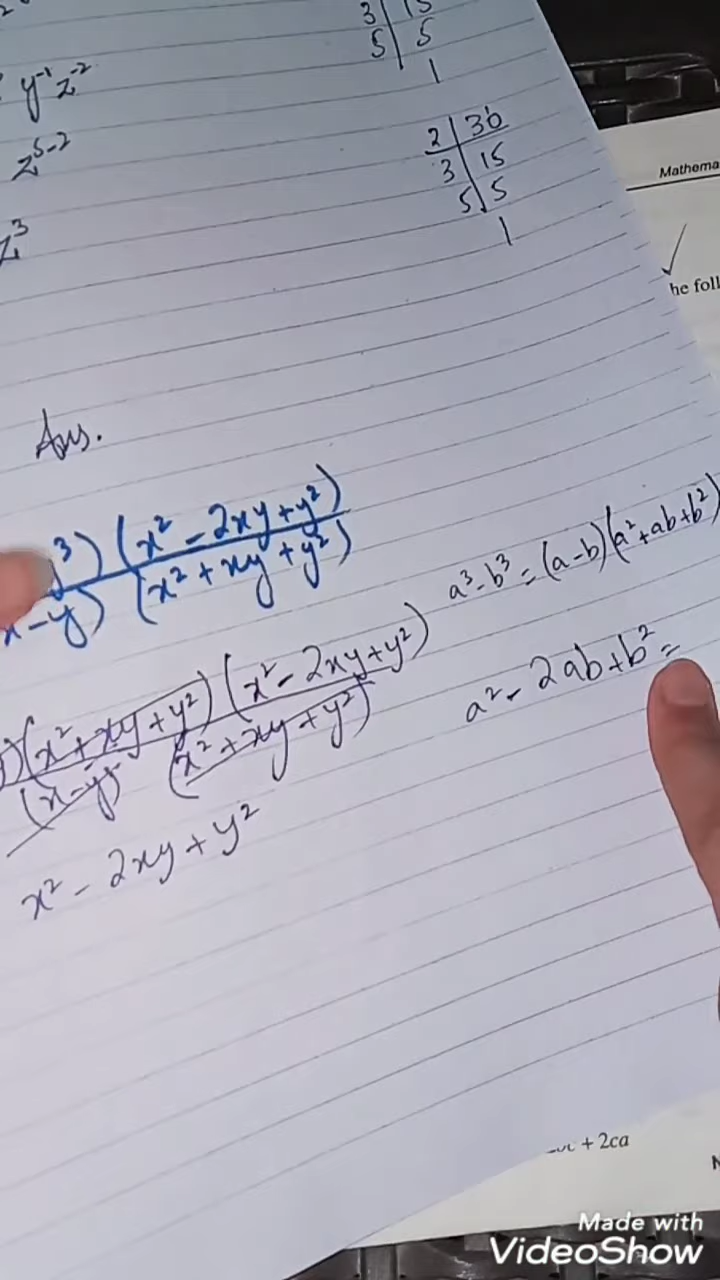 3 | 15
5 | 5
1
y⁻¹ z⁻²
z⁵⁻²
z³
2 | 30
3 | 15
5 | 5
1
Mathema
he foll
Ans.
y³) (x² - 2xy + y²)
x - y) (x² + xy + y²)
a³ - b³ = (a - b)(a² + ab + b²)
)(x² + xy + y²) (x² - 2xy + y²)
(x - y) (x² + xy + y²)
a² - 2ab + b² =
x² - 2xy + y²
+ 2ca
Made with
VideoShow